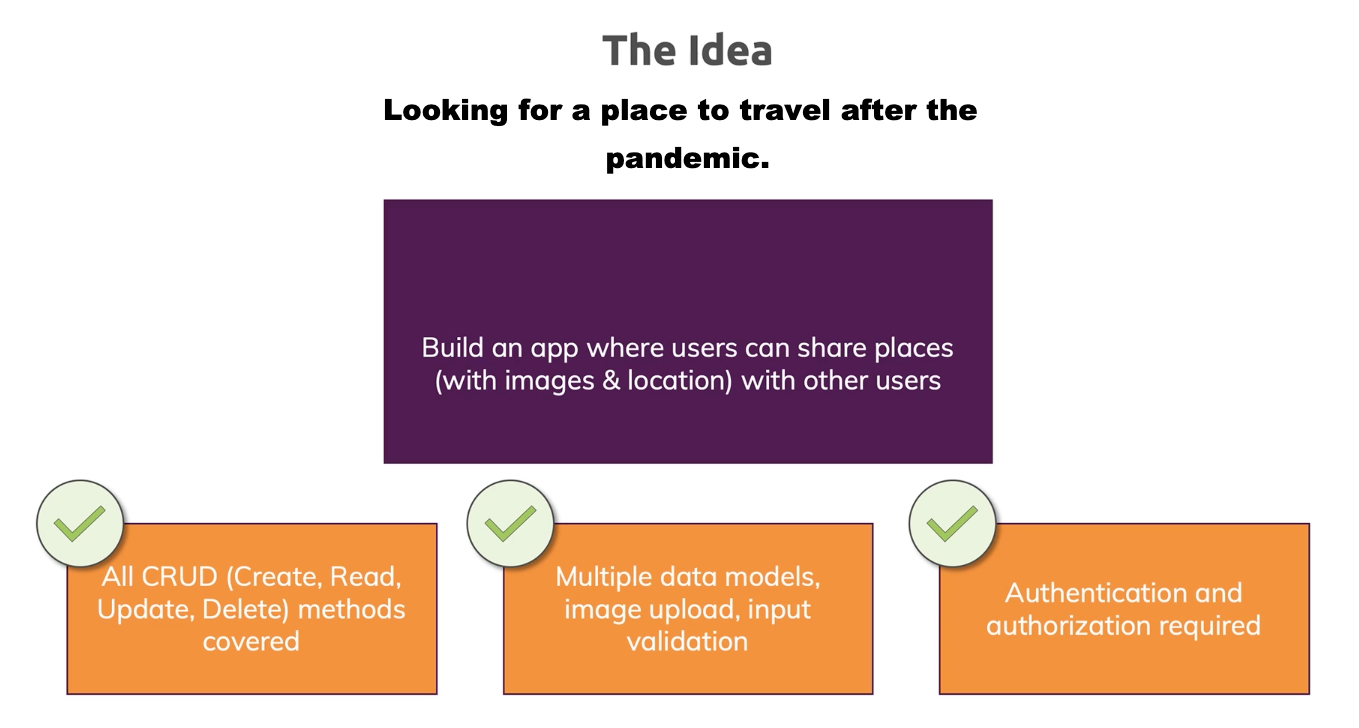 The Idea
Looking for a place to travel after the
pandemic.
Build an app where users can share places
(with images & location) with other users
All CRUD (Create, Read,
Update, Delete) methods
covered
Multiple data models,
image upload, input
validation
Authentication and
authorization required